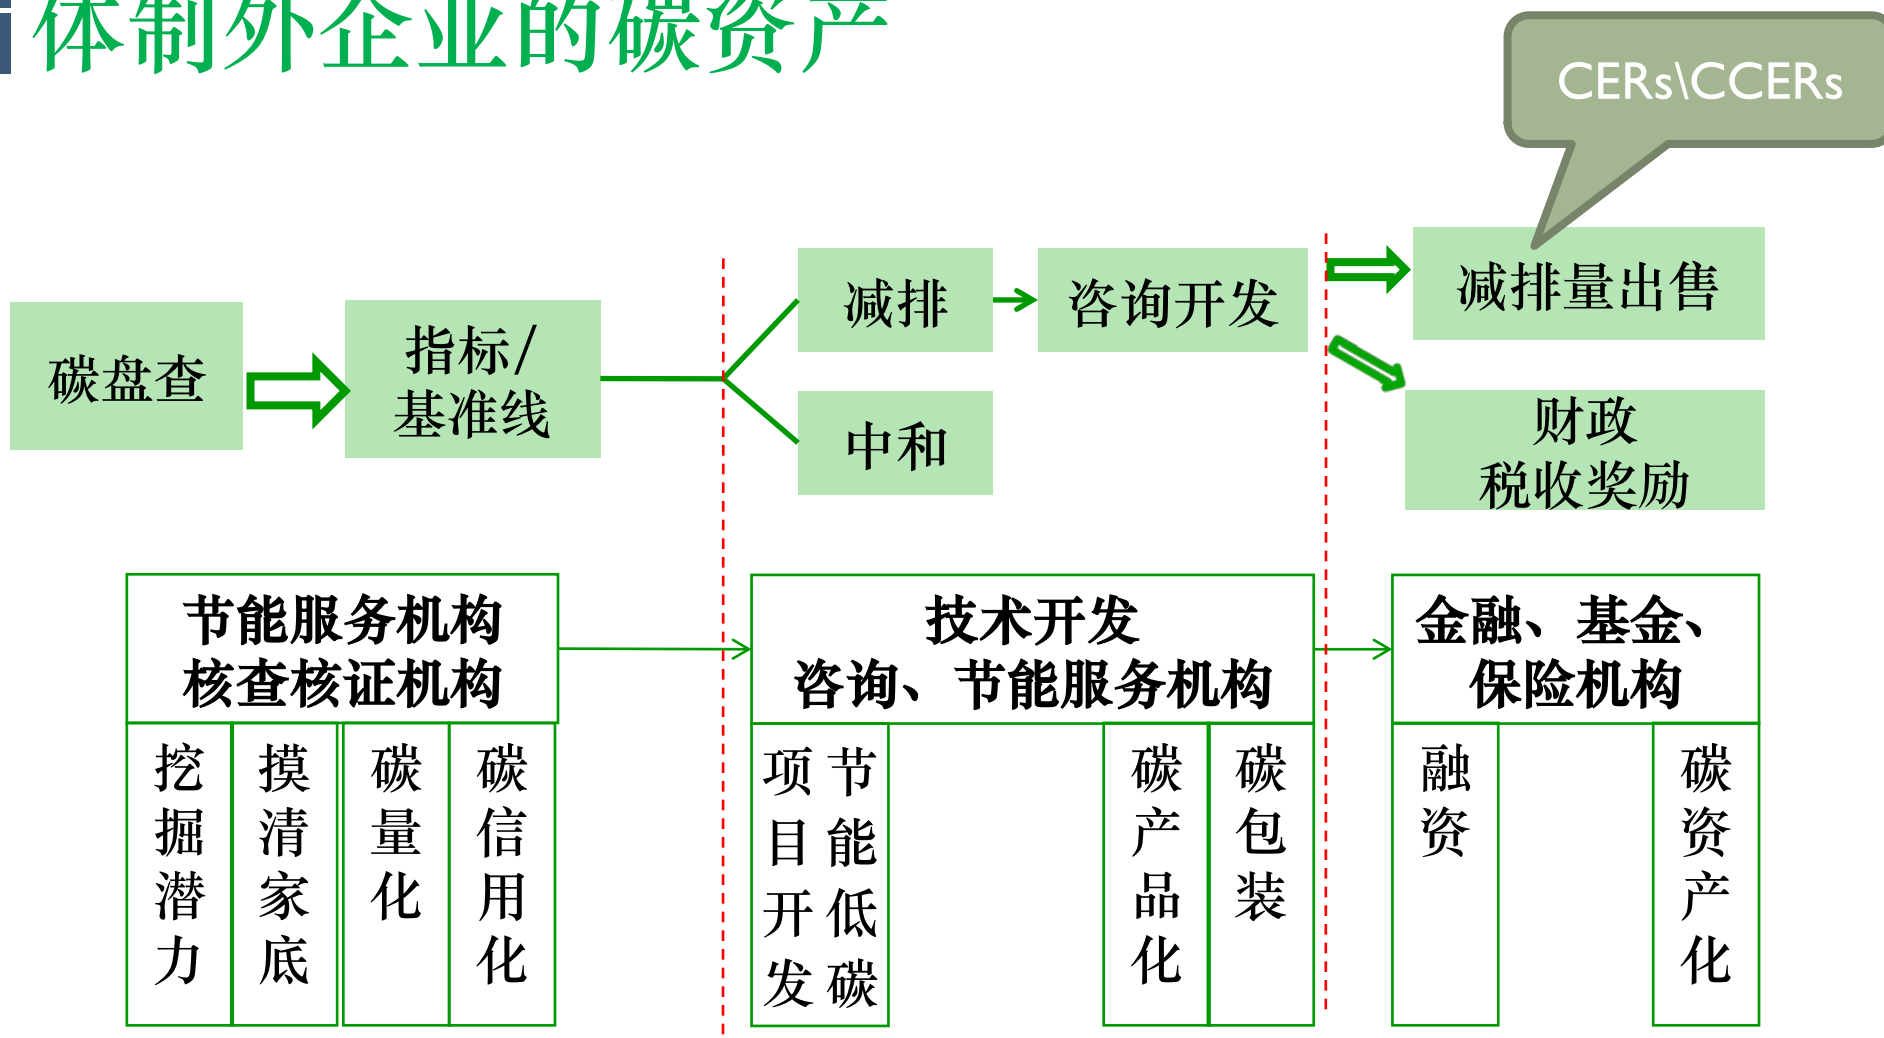 体制外企业的碳资产
CERs\CCERs
碳盘查
指标/
基准线
减排
中和
咨询开发
减排量出售
财政
税收奖励
节能服务机构
核查核证机构
挖掘潜力
摸清家底
碳量化
碳信用化
技术开发
咨询、节能服务机构
节能低碳
项目开发
碳产品化
碳包装
金融、基金、
保险机构
融资
碳资产化